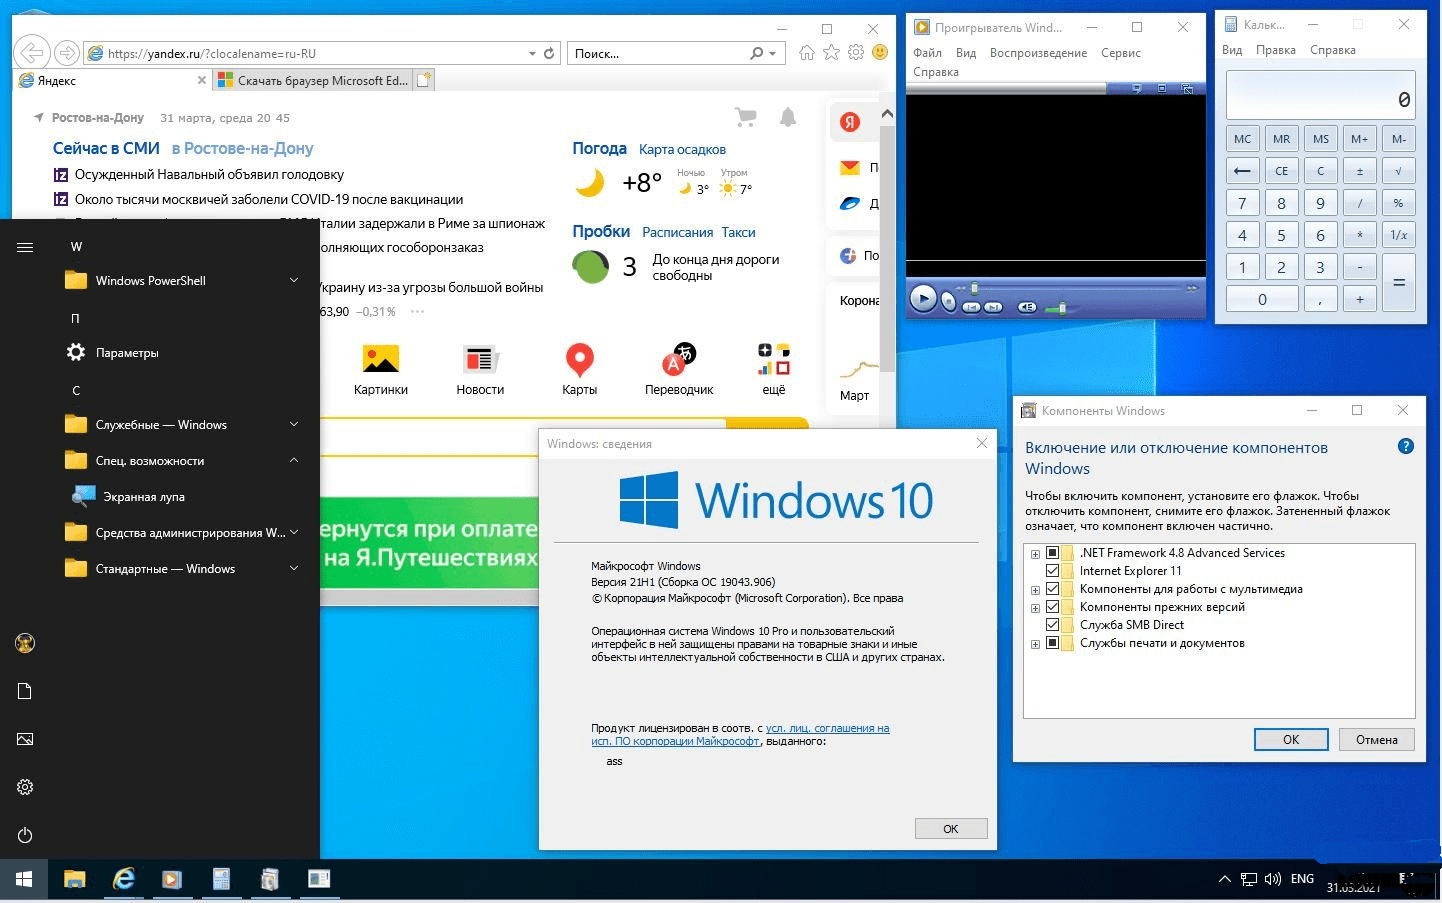 https://yandex.ru/?clocalename=ru-RU
Поиск...
Яндекс
Скачать браузер Microsoft Ed...
Ростов-на-Дону 31 марта, среда 20 45
Сейчас в СМИ в Ростове-на-Дону
Осужденный Навальный объявил голодовку
Около тысячи москвичей заболели COVID-19 после вакцинации
задержали в Риме за шпионаж
гособоронзаказ
из-за угрозы большой войны
63,90 −0,31% ...
Погода Карта осадков
+8° Ночью 3° Утром 7°
Пробки Расписания Такси
3 До конца дня дороги
свободны
Я
П
Д
По
Корона
Март
Картинки Новости Карты Переводчик ещё
при оплате
на Я.Путешествиях
W
Windows PowerShell
П
Параметры
С
Служебные — Windows
Спец. возможности
Экранная лупа
Средства администрирования W...
Стандартные — Windows
Проигрыватель Wind...
Файл Вид Воспроизведение Сервис
Справка
Кальк...
Вид Правка Справка
0
MC MR MS M+ M-
← CE C ± √
7 8 9 / %
4 5 6 * 1/x
1 2 3 - =
0 , +
Windows: сведения
Windows 10
Майкрософт Windows
Версия 21H1 (Сборка ОС 19043.906)
© Корпорация Майкрософт (Microsoft Corporation). Все права
Операционная система Windows 10 Pro и пользовательский
интерфейс в ней защищены правами на товарные знаки и иные
объекты интеллектуальной собственности в США и других странах.
Продукт лицензирован в соотв. с усл. лиц. соглашения на
исп. ПО корпорации Майкрософт, выданного:
ass
OK
Компоненты Windows
Включение или отключение компонентов
Windows
Чтобы включить компонент, установите его флажок. Чтобы
отключить компонент, снимите его флажок. Затененный флажок
означает, что компонент включен частично.
.NET Framework 4.8 Advanced Services
Internet Explorer 11
Компоненты для работы с мультимедиа
Компоненты прежних версий
Служба SMB Direct
Службы печати и документов
OK Отмена
ENG
31.03.2021